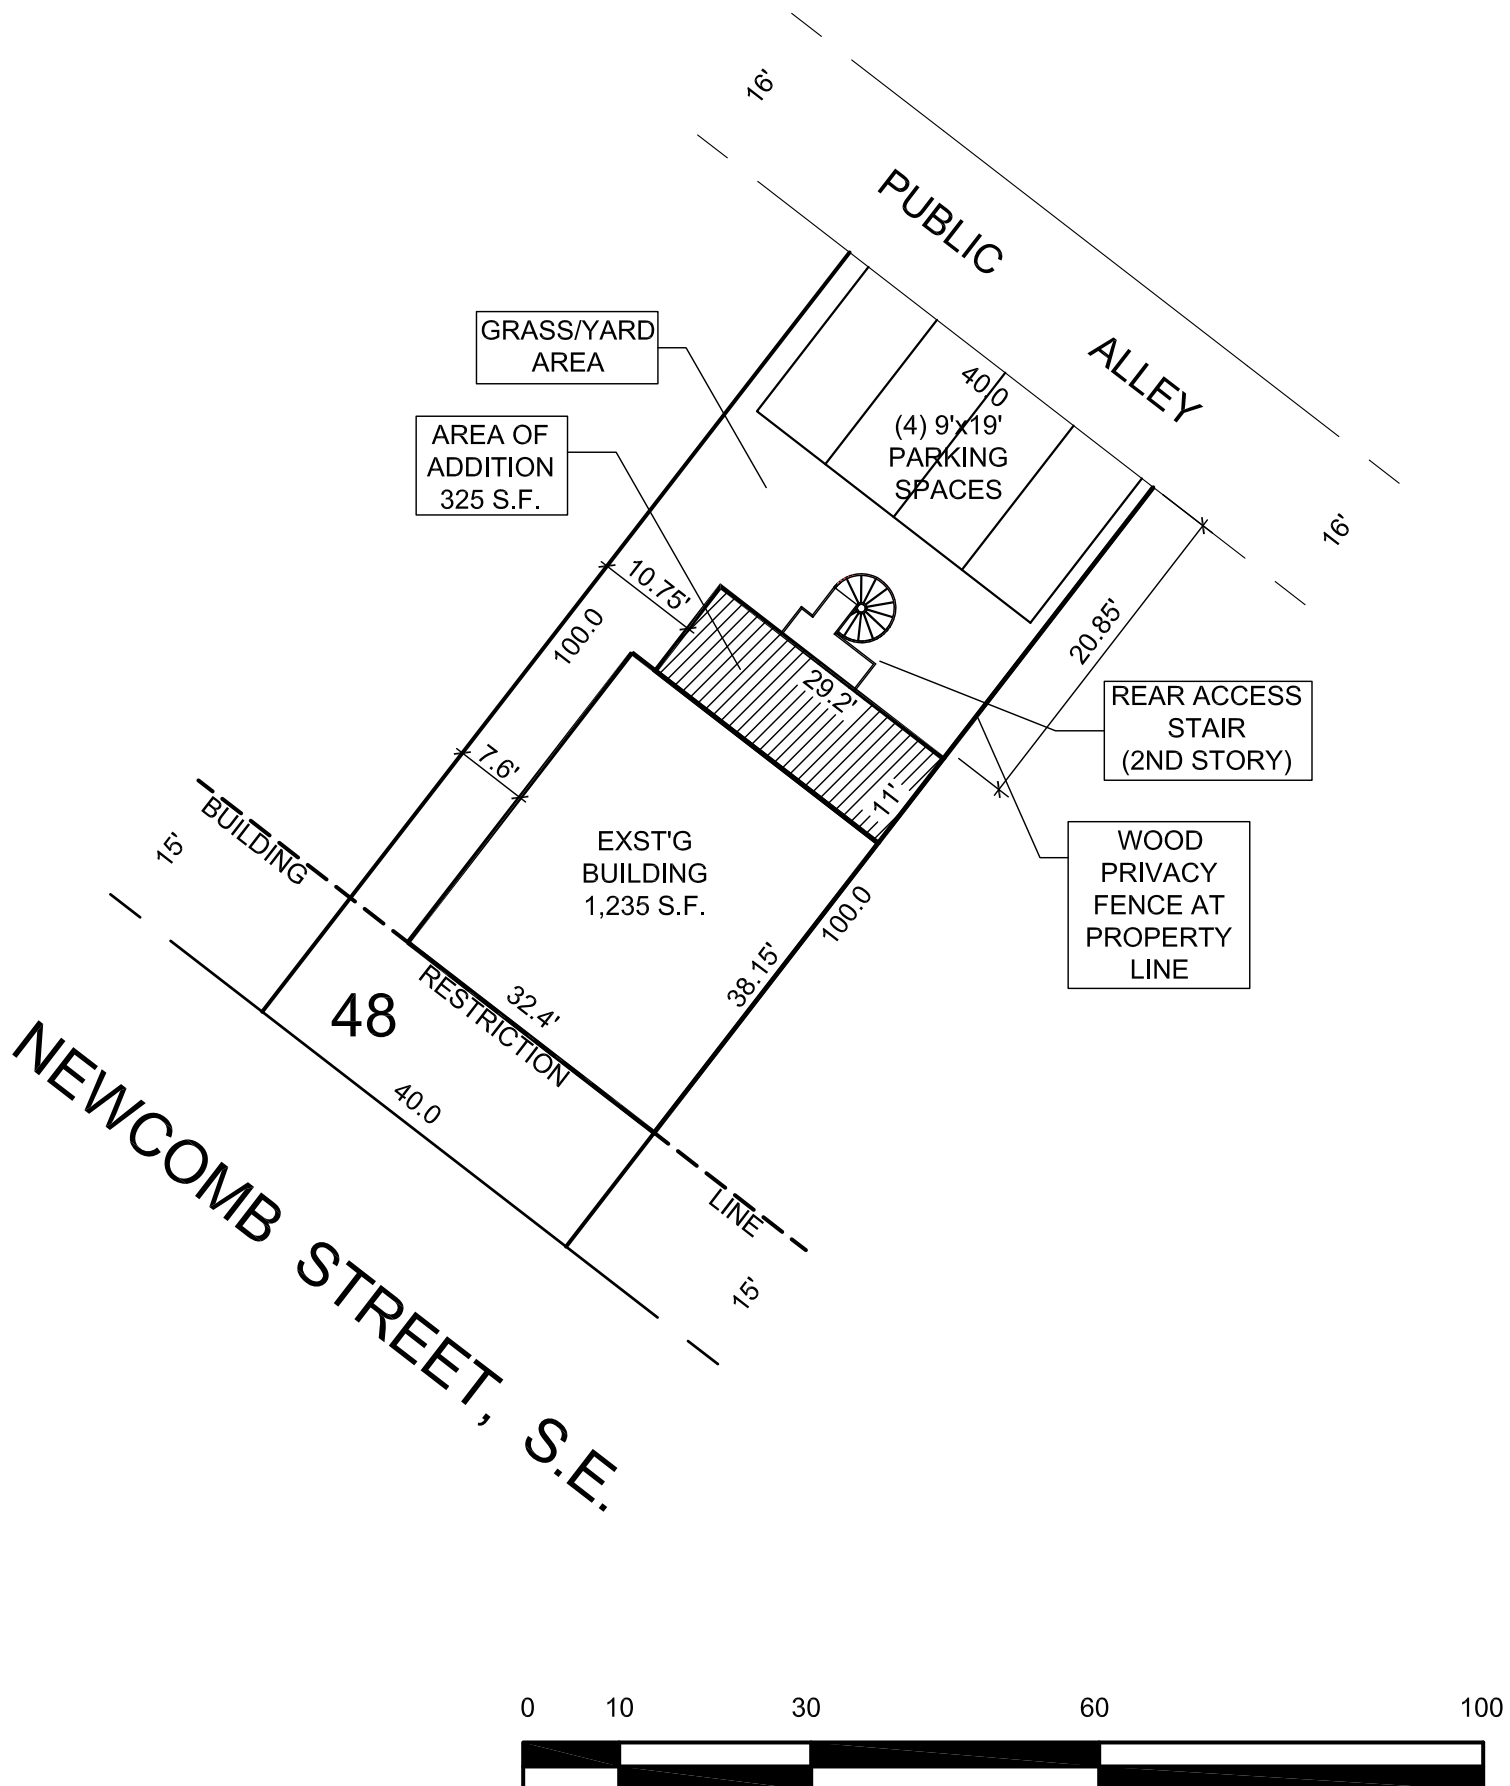 16'
PUBLIC
ALLEY
16'
GRASS/YARD
AREA
40.0
(4) 9'x19'
PARKING
SPACES
AREA OF
ADDITION
325 S.F.
10.75'
100.0
20.85'
29.2'
REAR ACCESS
STAIR
(2ND STORY)
7.6'
11'
BUILDING
15'
EXST'G
BUILDING
1,235 S.F.
WOOD
PRIVACY
FENCE AT
PROPERTY
LINE
100.0
38.15'
48
RESTRICTION
32.4'
40.0
LINE
15'
NEWCOMB STREET, S.E.
0 10 30 60 100